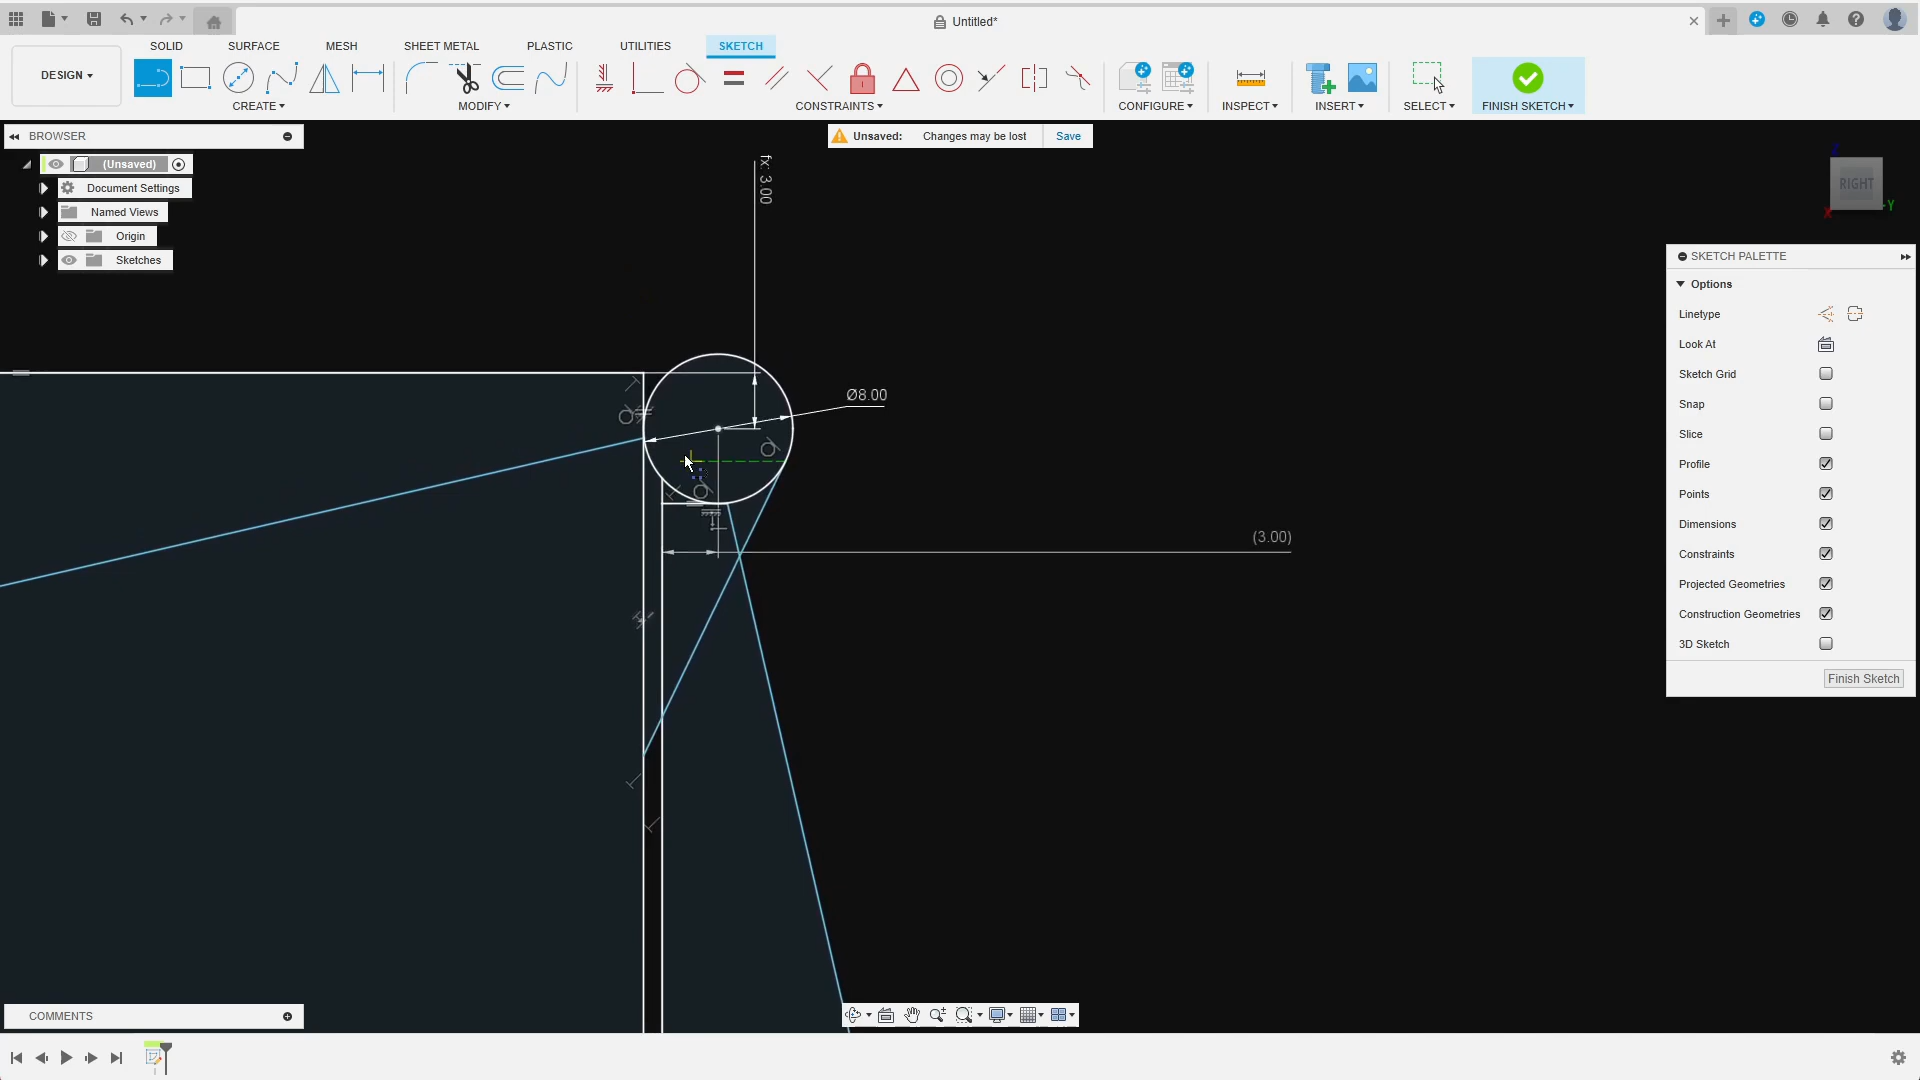 Untitled*
DESIGN
SOLID
SURFACE
MESH
SHEET METAL
PLASTIC
UTILITIES
SKETCH
CREATE
MODIFY
CONSTRAINTS
CONFIGURE
INSPECT
INSERT
SELECT
FINISH SKETCH
BROWSER
Unsaved: Changes may be lost Save
(Unsaved)
Document Settings
Named Views
Origin
Sketches
fx: 3.00
Ø8.00
(3.00)
Z
RIGHT
X
Y
SKETCH PALETTE
Options
Linetype
Look At
Sketch Grid
Snap
Slice
Profile
Points
Dimensions
Constraints
Projected Geometries
Construction Geometries
3D Sketch
Finish Sketch
COMMENTS